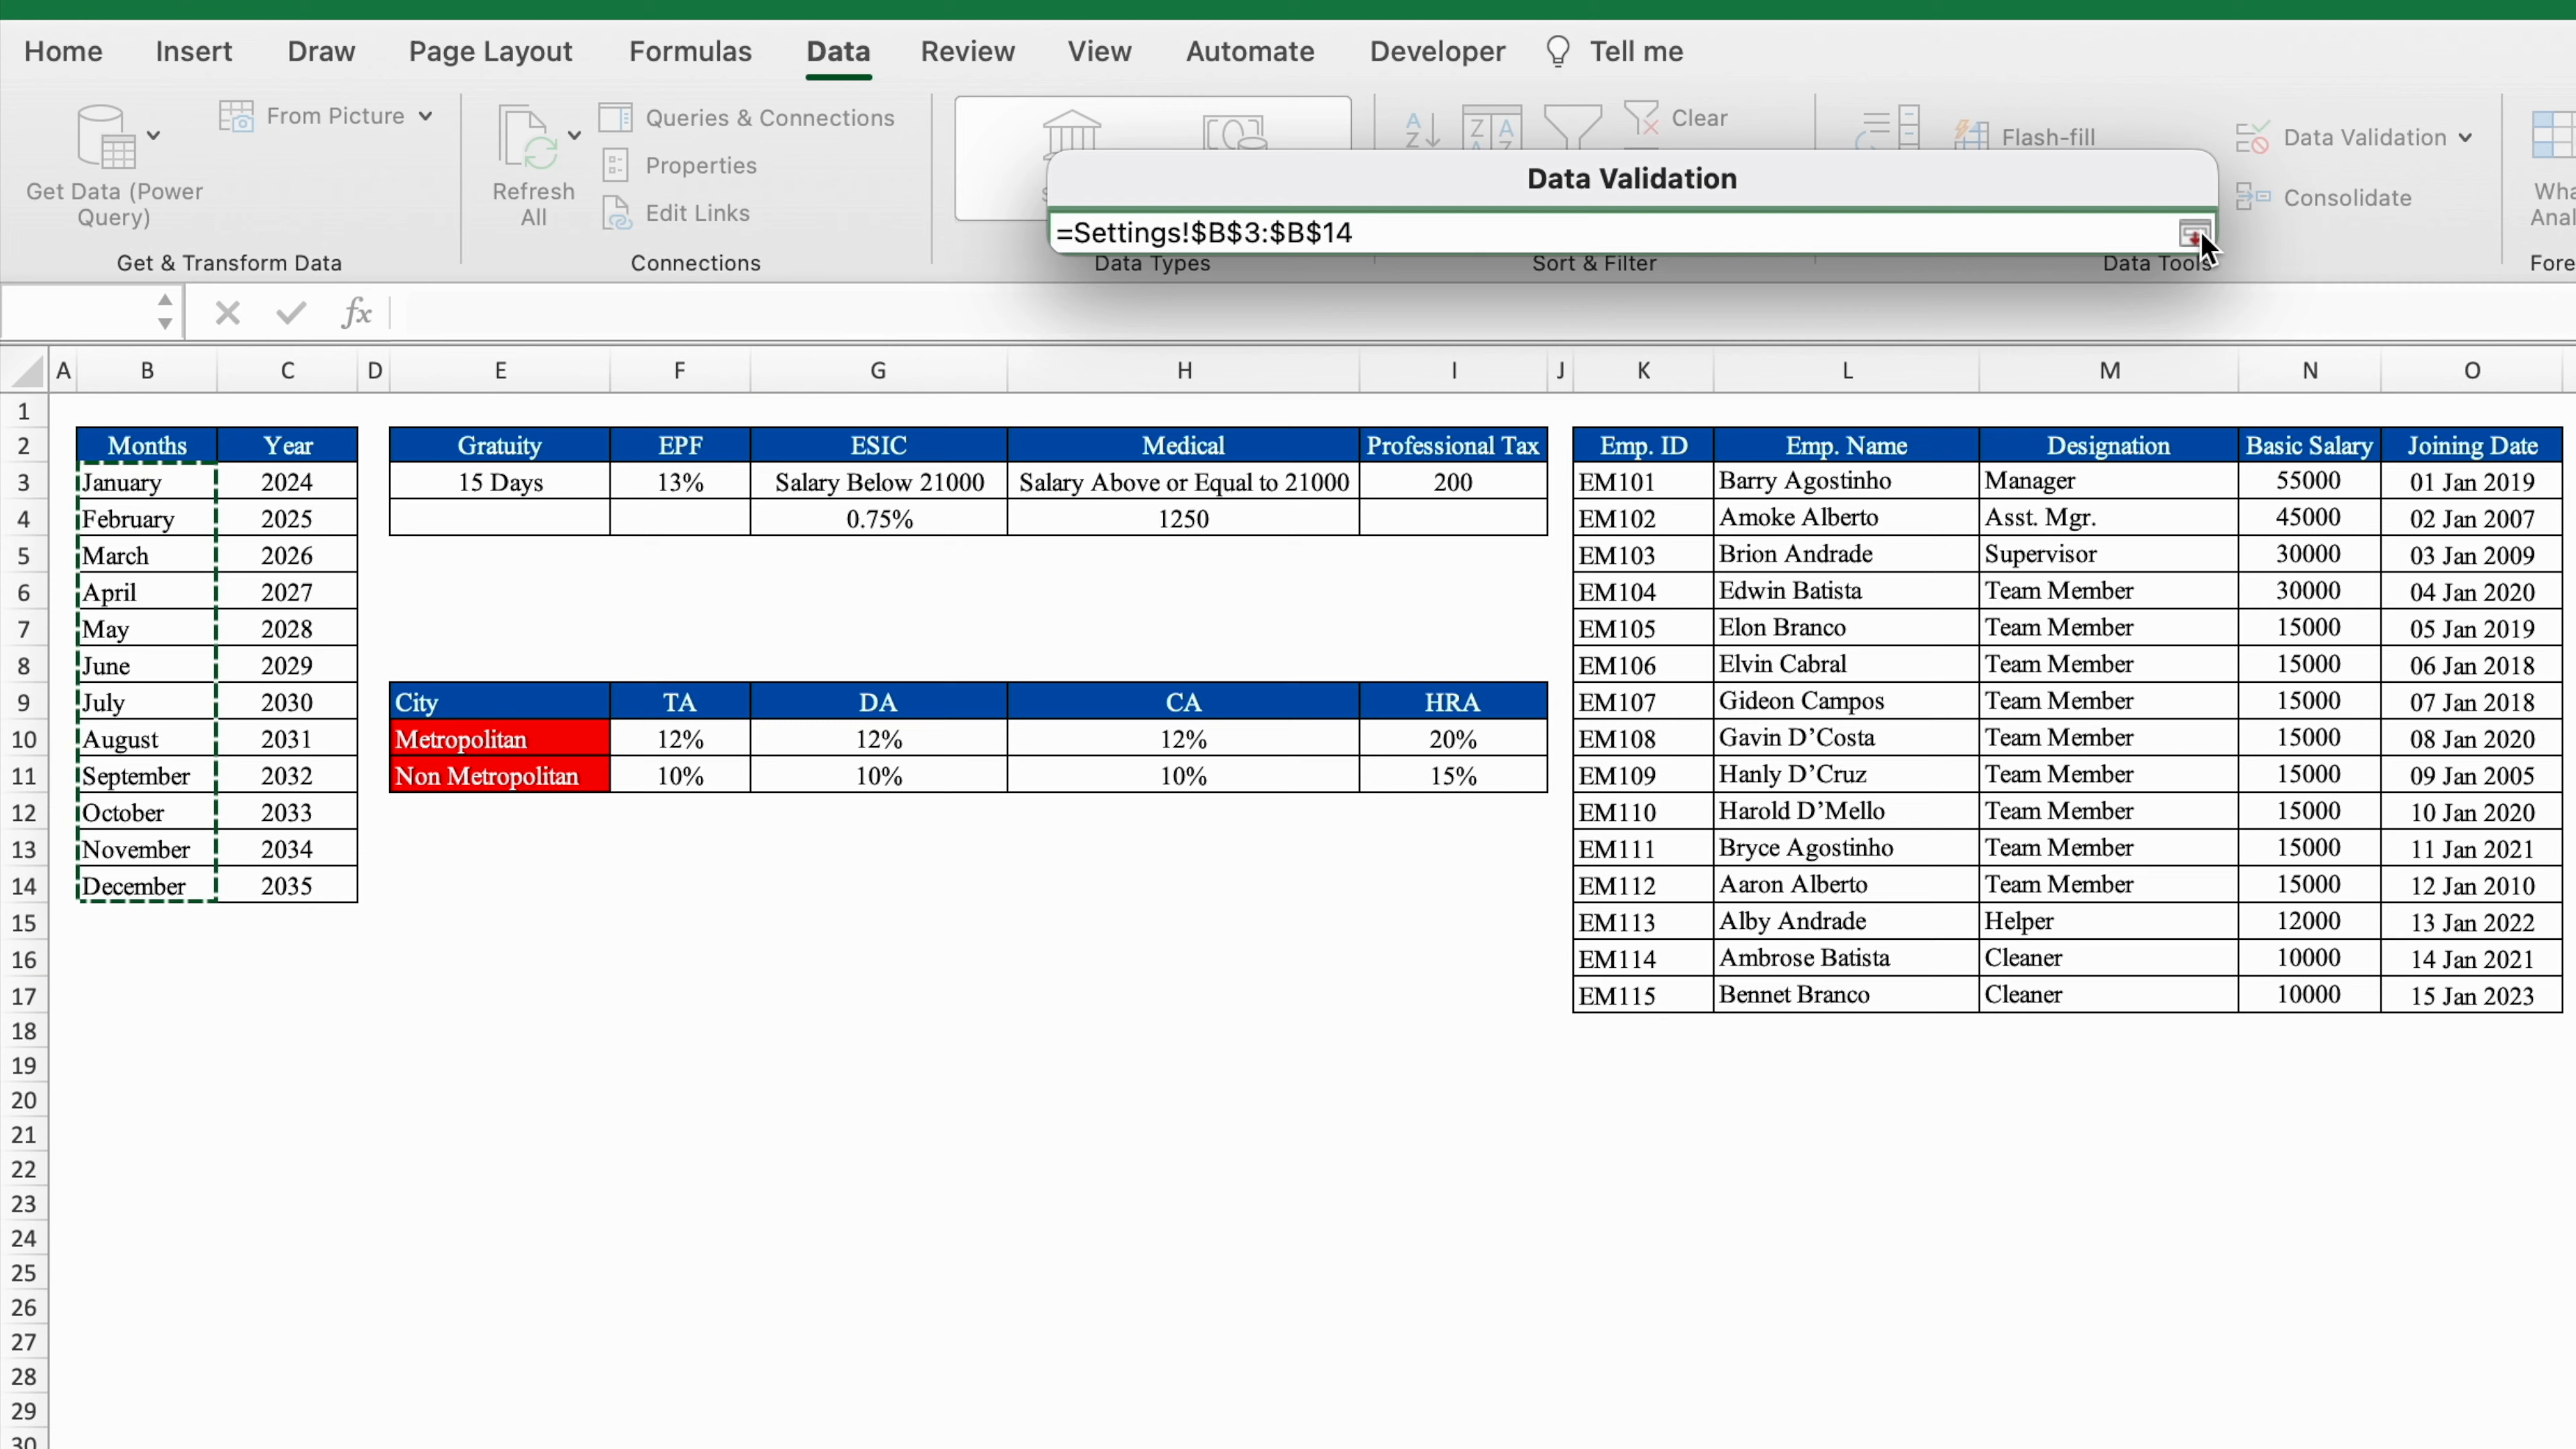 Home Insert Draw Page Layout Formulas Data Review View Automate Developer Tell me
From Picture
Get Data (Power
Query)
Get & Transform Data
Refresh
All
Queries & Connections
Properties
Edit Links
Connections
Data Types
Clear
Sort & Filter
Flash-fill
Data Validation
Consolidate
Data Tools
Data Validation
=Settings!$B$3:$B$14
fx
A B C D E F G H I J K L M N O
1
2 Months Year Gratuity EPF ESIC Medical Professional Tax Emp. ID Emp. Name Designation Basic Salary Joining Date
3 January 2024 15 Days 13% Salary Below 21000 Salary Above or Equal to 21000 200 EM101 Barry Agostinho Manager 55000 01 Jan 2019
4 February 2025 0.75% 1250 EM102 Amoke Alberto Asst. Mgr. 45000 02 Jan 2007
5 March 2026 EM103 Brion Andrade Supervisor 30000 03 Jan 2009
6 April 2027 EM104 Edwin Batista Team Member 30000 04 Jan 2020
7 May 2028 EM105 Elon Branco Team Member 15000 05 Jan 2019
8 June 2029 EM106 Elvin Cabral Team Member 15000 06 Jan 2018
9 July 2030 City TA DA CA HRA EM107 Gideon Campos Team Member 15000 07 Jan 2018
10 August 2031 Metropolitan 12% 12% 12% 20% EM108 Gavin D’Costa Team Member 15000 08 Jan 2020
11 September 2032 Non Metropolitan 10% 10% 10% 15% EM109 Hanly D’Cruz Team Member 15000 09 Jan 2005
12 October 2033 EM110 Harold D’Mello Team Member 15000 10 Jan 2020
13 November 2034 EM111 Bryce Agostinho Team Member 15000 11 Jan 2021
14 December 2035 EM112 Aaron Alberto Team Member 15000 12 Jan 2010
15 EM113 Alby Andrade Helper 12000 13 Jan 2022
16 EM114 Ambrose Batista Cleaner 10000 14 Jan 2021
17 EM115 Bennet Branco Cleaner 10000 15 Jan 2023
18
19
20
21
22
23
24
25
26
27
28
29
30